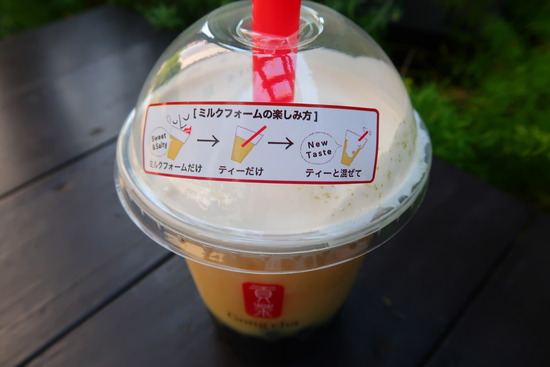 [ミルクフォームの楽しみ方]
Sweet
&Salty
New
Taste
ミルクフォームだけ
ティーだけ
ティーと混ぜて
貢茶
Gong cha